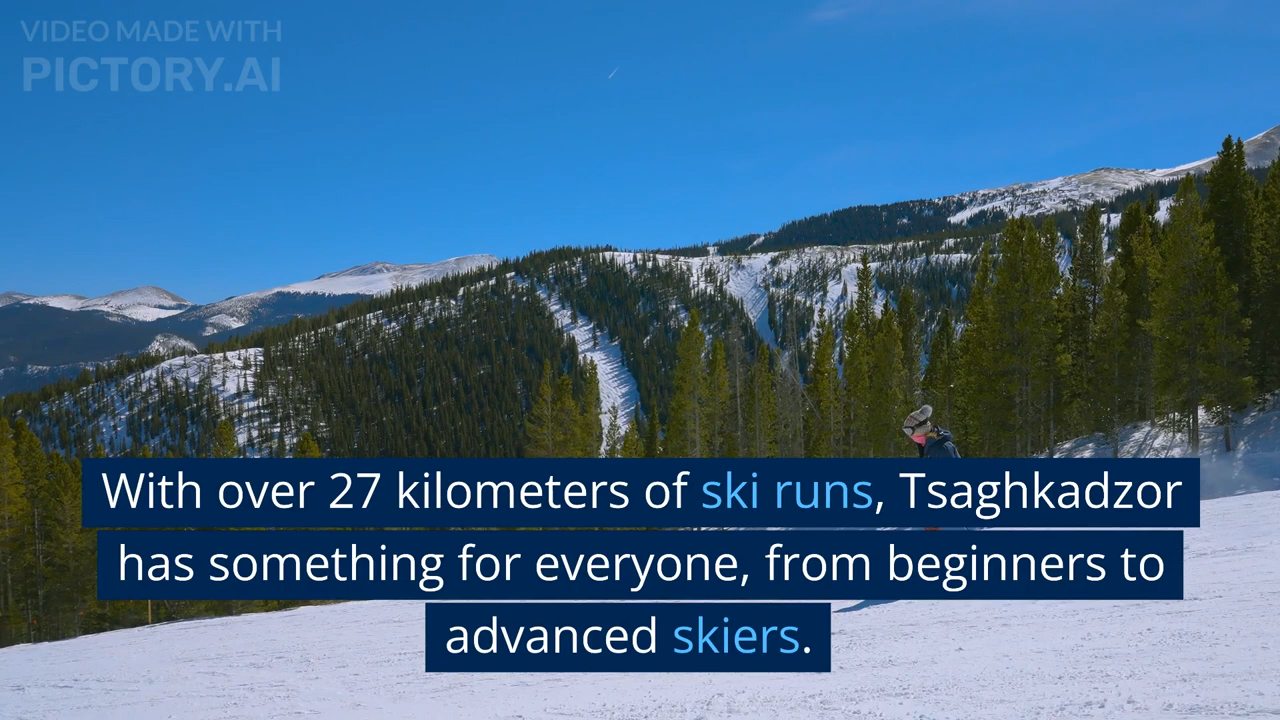 VIDEO MADE WITH
PICTORY.AI
With over 27 kilometers of ski runs, Tsaghkadzor
has something for everyone, from beginners to
advanced skiers.